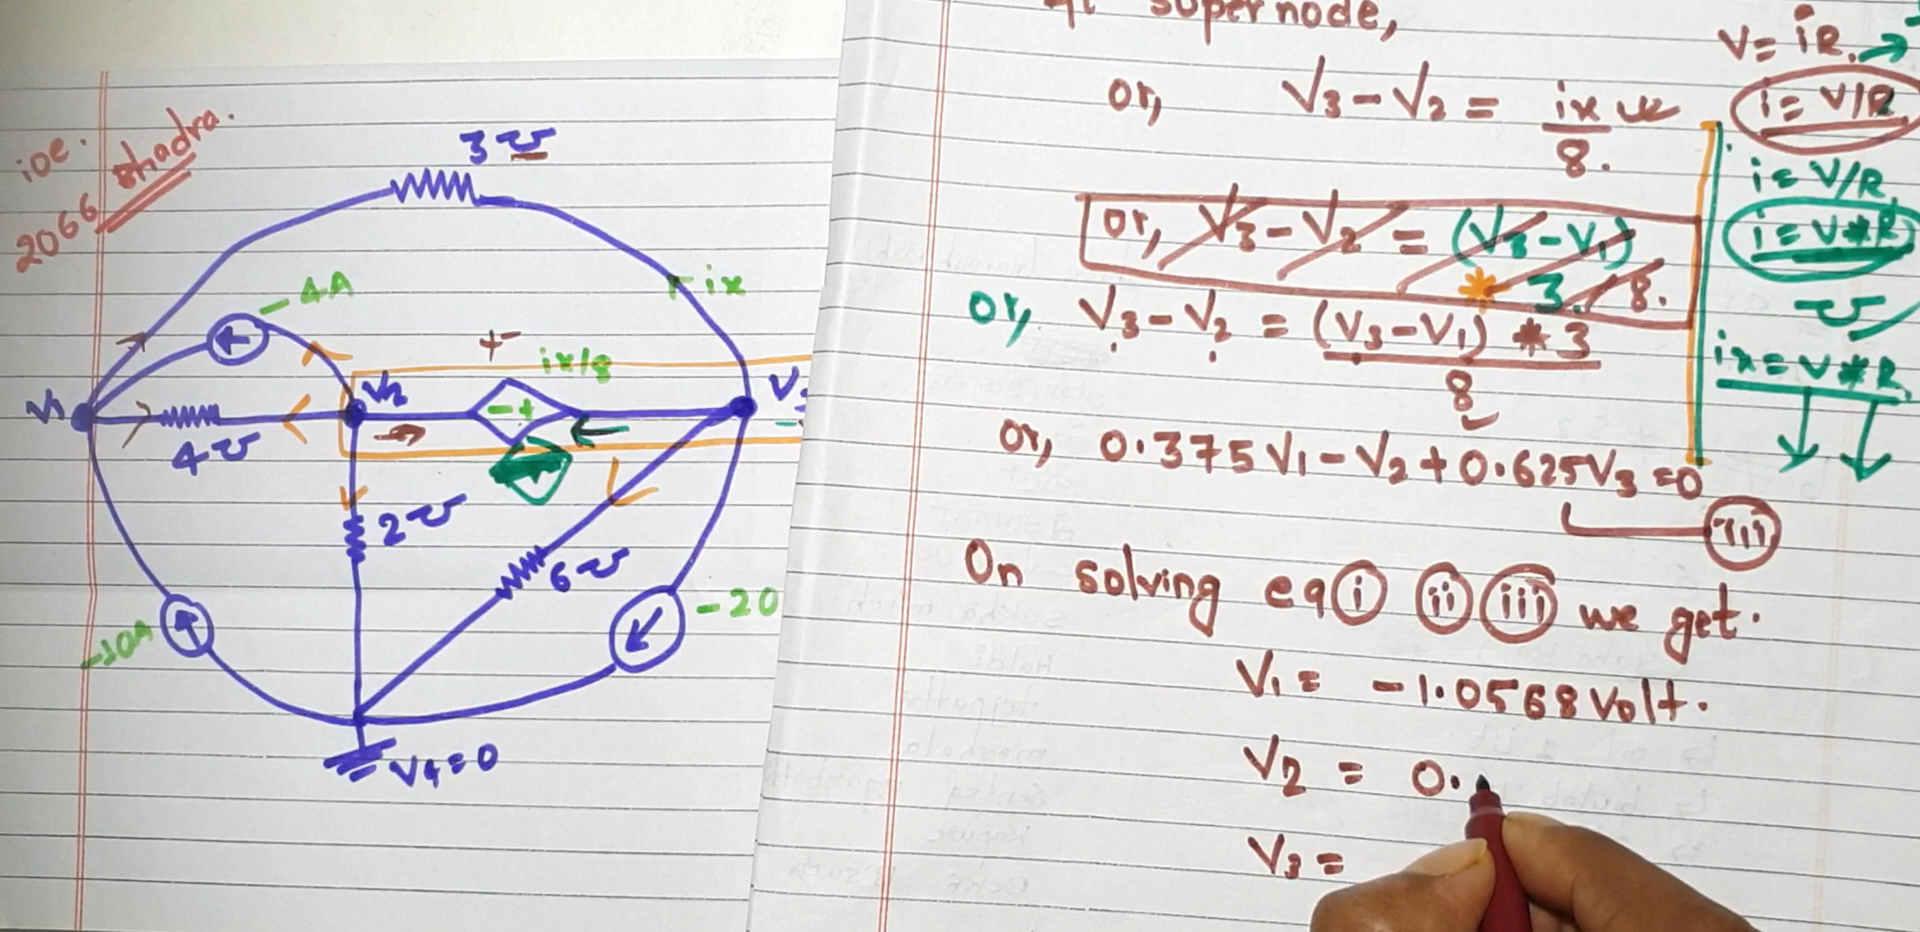 ioe.
2066 Bhadra.
3 ℧
-4A
ix
+-
ix/8
V1
V2
V3
- +
4℧
2℧
6℧
-10A
-20
V4=0
At supernode,
or, V3-V2 = ix
8.
or, V3-V2 = (V3-V1)
* 3 / 8.
or, V3-V2 = (V3-V1) * 3
8
or, 0.375V1-V2+0.625V3=0
(iii)
On solving eq (i) (ii) (iii) we get.
V1 = -1.0568 Volt.
V2 = 0.
V3 =
V= iR. →
i= V/R
i= V/R
i= V*R
℧
ix= V*R